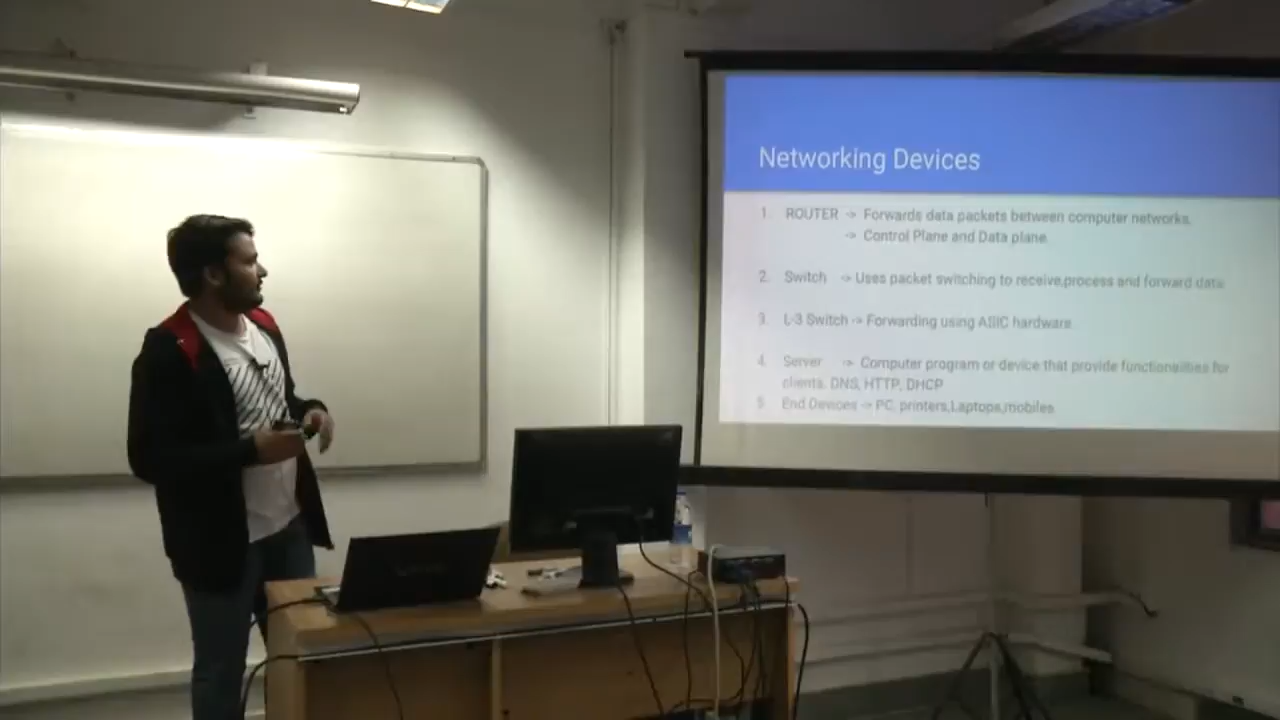 Networking Devices
1. ROUTER -> Forwards data packets between computer networks.
-> Control Plane and Data plane.
2. Switch -> Uses packet switching to receive,process and forward data.
3. L-3 Switch -> Forwarding using ASIC hardware.
4. Server -> Computer program or device that provide functionalities for
clients. DNS, HTTP, DHCP
5. End Devices -> PC, printers,Laptops,mobiles.